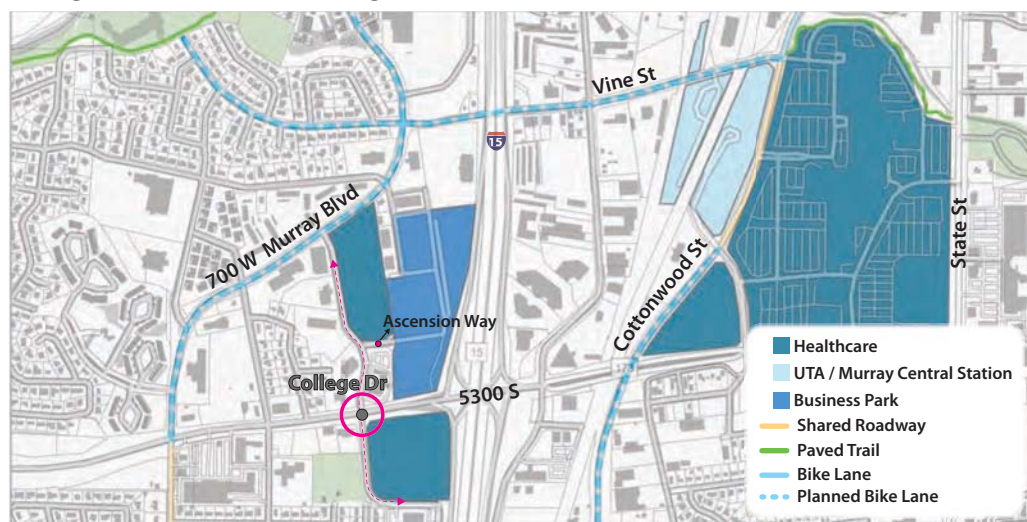 Vine St
15
700 W Murray Blvd
State St
Cottonwood St
Ascension Way
15
College Dr
5300 S
Healthcare
UTA / Murray Central Station
Business Park
Shared Roadway
Paved Trail
Bike Lane
Planned Bike Lane